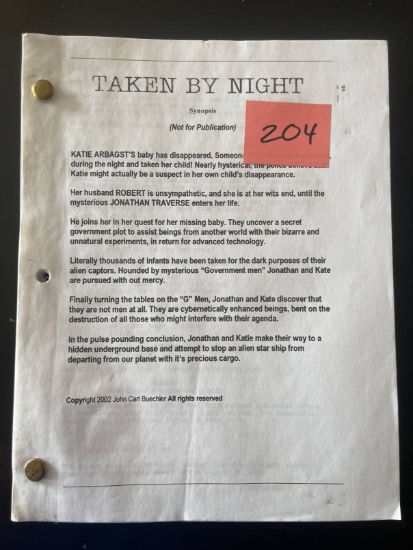 TAKEN BY NIGHT
Synopsis
(Not for Publication)
204
KATIE ARBAGST'S baby has disappeared. Someon
during the night and taken her child! Nearly hysterical, the police
Katie might actually be a suspect in her own child's disappearance.
Her husband ROBERT is unsympathetic, and she is at her wits end, until the
mysterious JONATHAN TRAVERSE enters her life.
He joins her in her quest for her missing baby. They uncover a secret
government plot to assist beings from another world with their bizarre and
unnatural experiments, in return for advanced technology.
Literally thousands of infants have been taken for the dark purposes of their
alien captors. Hounded by mysterious "Government men" Jonathan and Kate
are pursued with out mercy.
Finally turning the tables on the "G" Men, Jonathan and Kate discover that
they are not men at all. They are cybernetically enhanced beings, bent on the
destruction of all those who might interfere with their agenda.
In the pulse pounding conclusion, Jonathan and Katie make their way to a
hidden underground base and attempt to stop an alien star ship from
departing from our planet with it's precious cargo.
Copyright 2002 John Carl Buechler All rights reserved